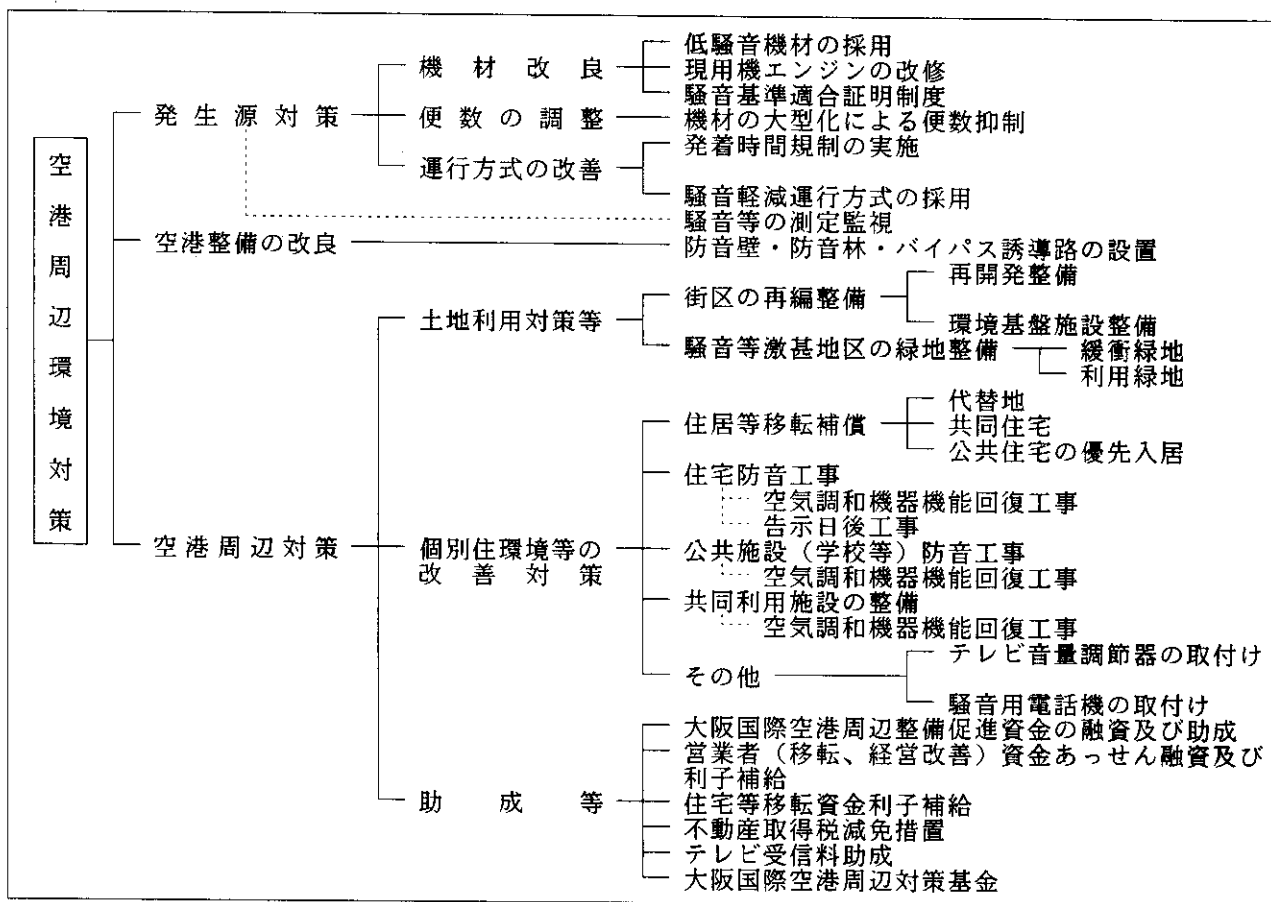 空港周辺環境対策
発生源対策
機材改良
低騒音機材の採用
現用機エンジンの改修
騒音基準適合証明制度
便数の調整
機材の大型化による便数抑制
運行方式の改善
発着時間規制の実施
騒音軽減運行方式の採用
騒音等の測定監視
空港整備の改良
防音壁・防音林・バイパス誘導路の設置
空港周辺対策
土地利用対策等
街区の再編整備
再開発整備
環境基盤施設整備
騒音等激甚地区の緑地整備
緩衝緑地
利用緑地
個別住環境等の
改善対策
住居等移転補償
代替地
共同住宅
公共住宅の優先入居
住宅防音工事
空気調和機器機能回復工事
告示日後工事
公共施設（学校等）防音工事
空気調和機器機能回復工事
共同利用施設の整備
空気調和機器機能回復工事
その他
テレビ音量調節器の取付け
騒音用電話機の取付け
助成等
大阪国際空港周辺整備促進資金の融資及び助成
営業者（移転、経営改善）資金あっせん融資及び
利子補給
住宅等移転資金利子補給
不動産取得税減免措置
テレビ受信料助成
大阪国際空港周辺対策基金